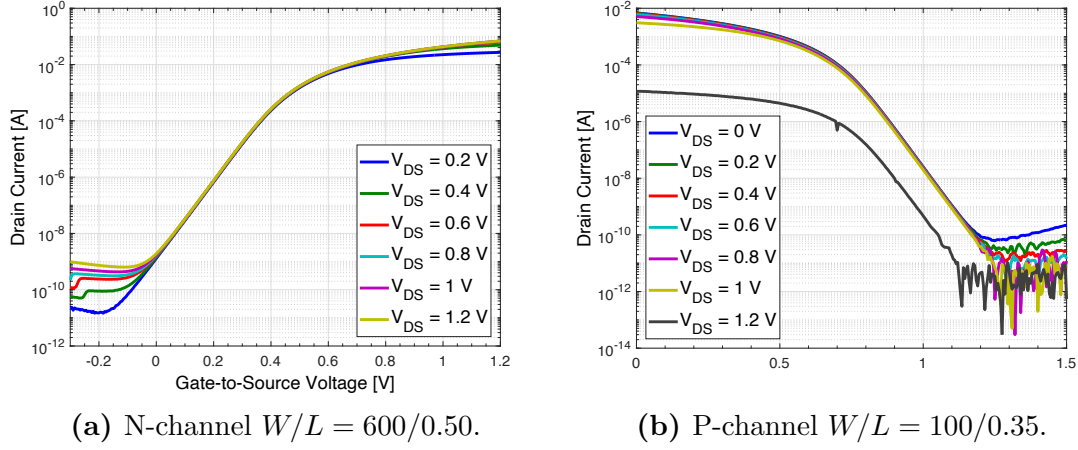 10^2
10^0
10^-2
10^-4
10^-6
10^-8
10^-10
10^-12
Drain Current [A]
V_DS = 0.2 V
V_DS = 0.4 V
V_DS = 0.6 V
V_DS = 0.8 V
V_DS = 1 V
V_DS = 1.2 V
-0.2 0 0.2 0.4 0.6 0.8 1 1.2
Gate-to-Source Voltage [V]
(a) N-channel W/L = 600/0.50.
10^-2
10^-4
10^-6
10^-8
10^-10
10^-12
10^-14
Drain Current [A]
V_DS = 0 V
V_DS = 0.2 V
V_DS = 0.4 V
V_DS = 0.6 V
V_DS = 0.8 V
V_DS = 1 V
V_DS = 1.2 V
0 0.5 1 1.5
(b) P-channel W/L = 100/0.35.